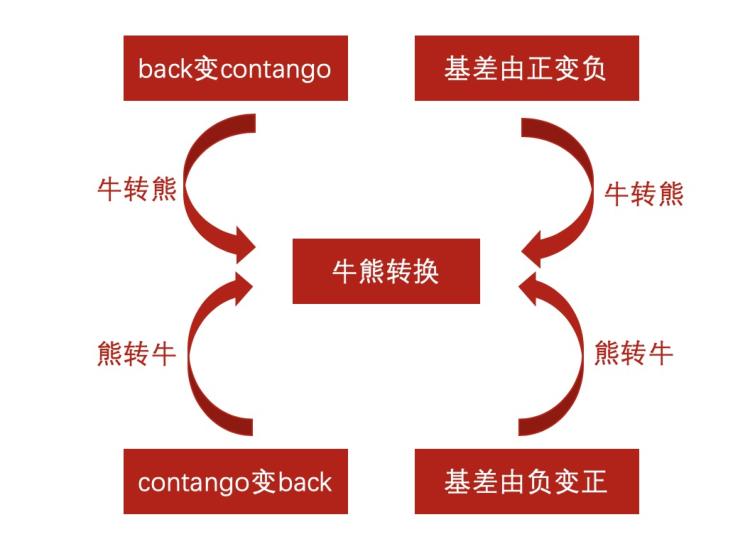 back变contango
基差由正变负
牛转熊
牛转熊
牛熊转换
熊转牛
熊转牛
contango变back
基差由负变正